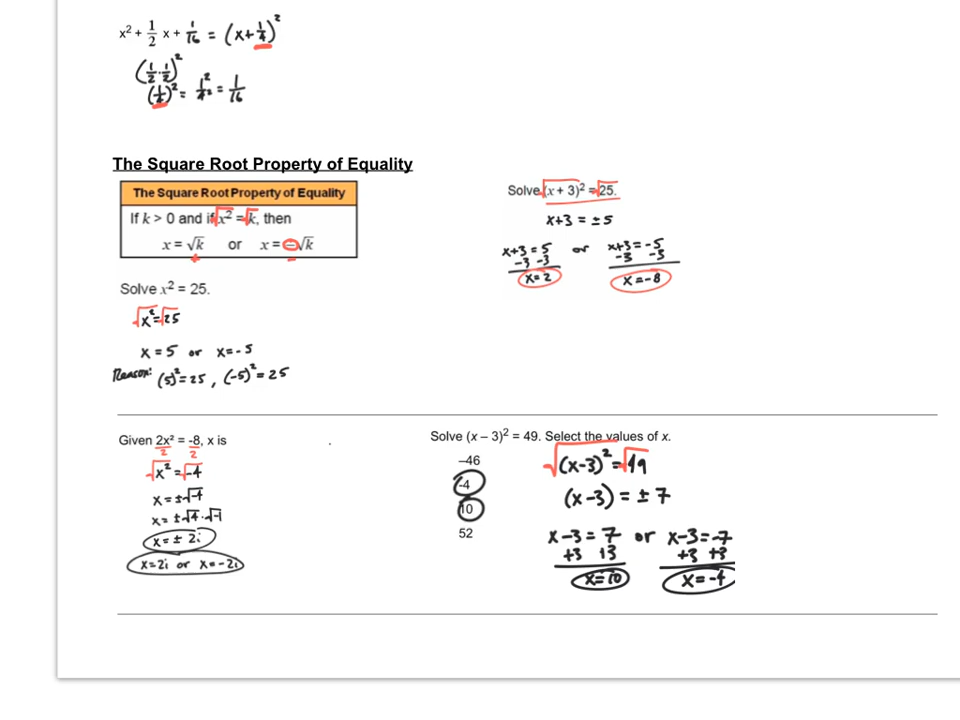 x² + 1/2 x + 1/16 = (x+1/4)²
(1/2·1/2)²
(1/4)² = 1²/4² = 1/16
The Square Root Property of Equality
The Square Root Property of Equality
If k > 0 and if √x² = √k, then
x = √k or x = -√k
Solve x² = 25.
√x² = √25
x = 5 or x = -5
Reason: (5)² = 25, (-5)² = 25
Solve √(x + 3)² = √25.
x+3 = ±5
x+3 = 5 or x+3 = -5
-3 -3 -3 -3
x=2 x=-8
Given 2x² = -8, x is
2 2
√x² = √-4
x = ±√-4
x = ±√4·√-1
x = ± 2i
x=2i or x=-2i
Solve (x – 3)² = 49. Select the values of x.
–46
-4
10
52
√(x-3)² = √49
(x-3) = ± 7
x-3 = 7 or x-3 = -7
+3 +3 +3 +3
x=10 x=-4